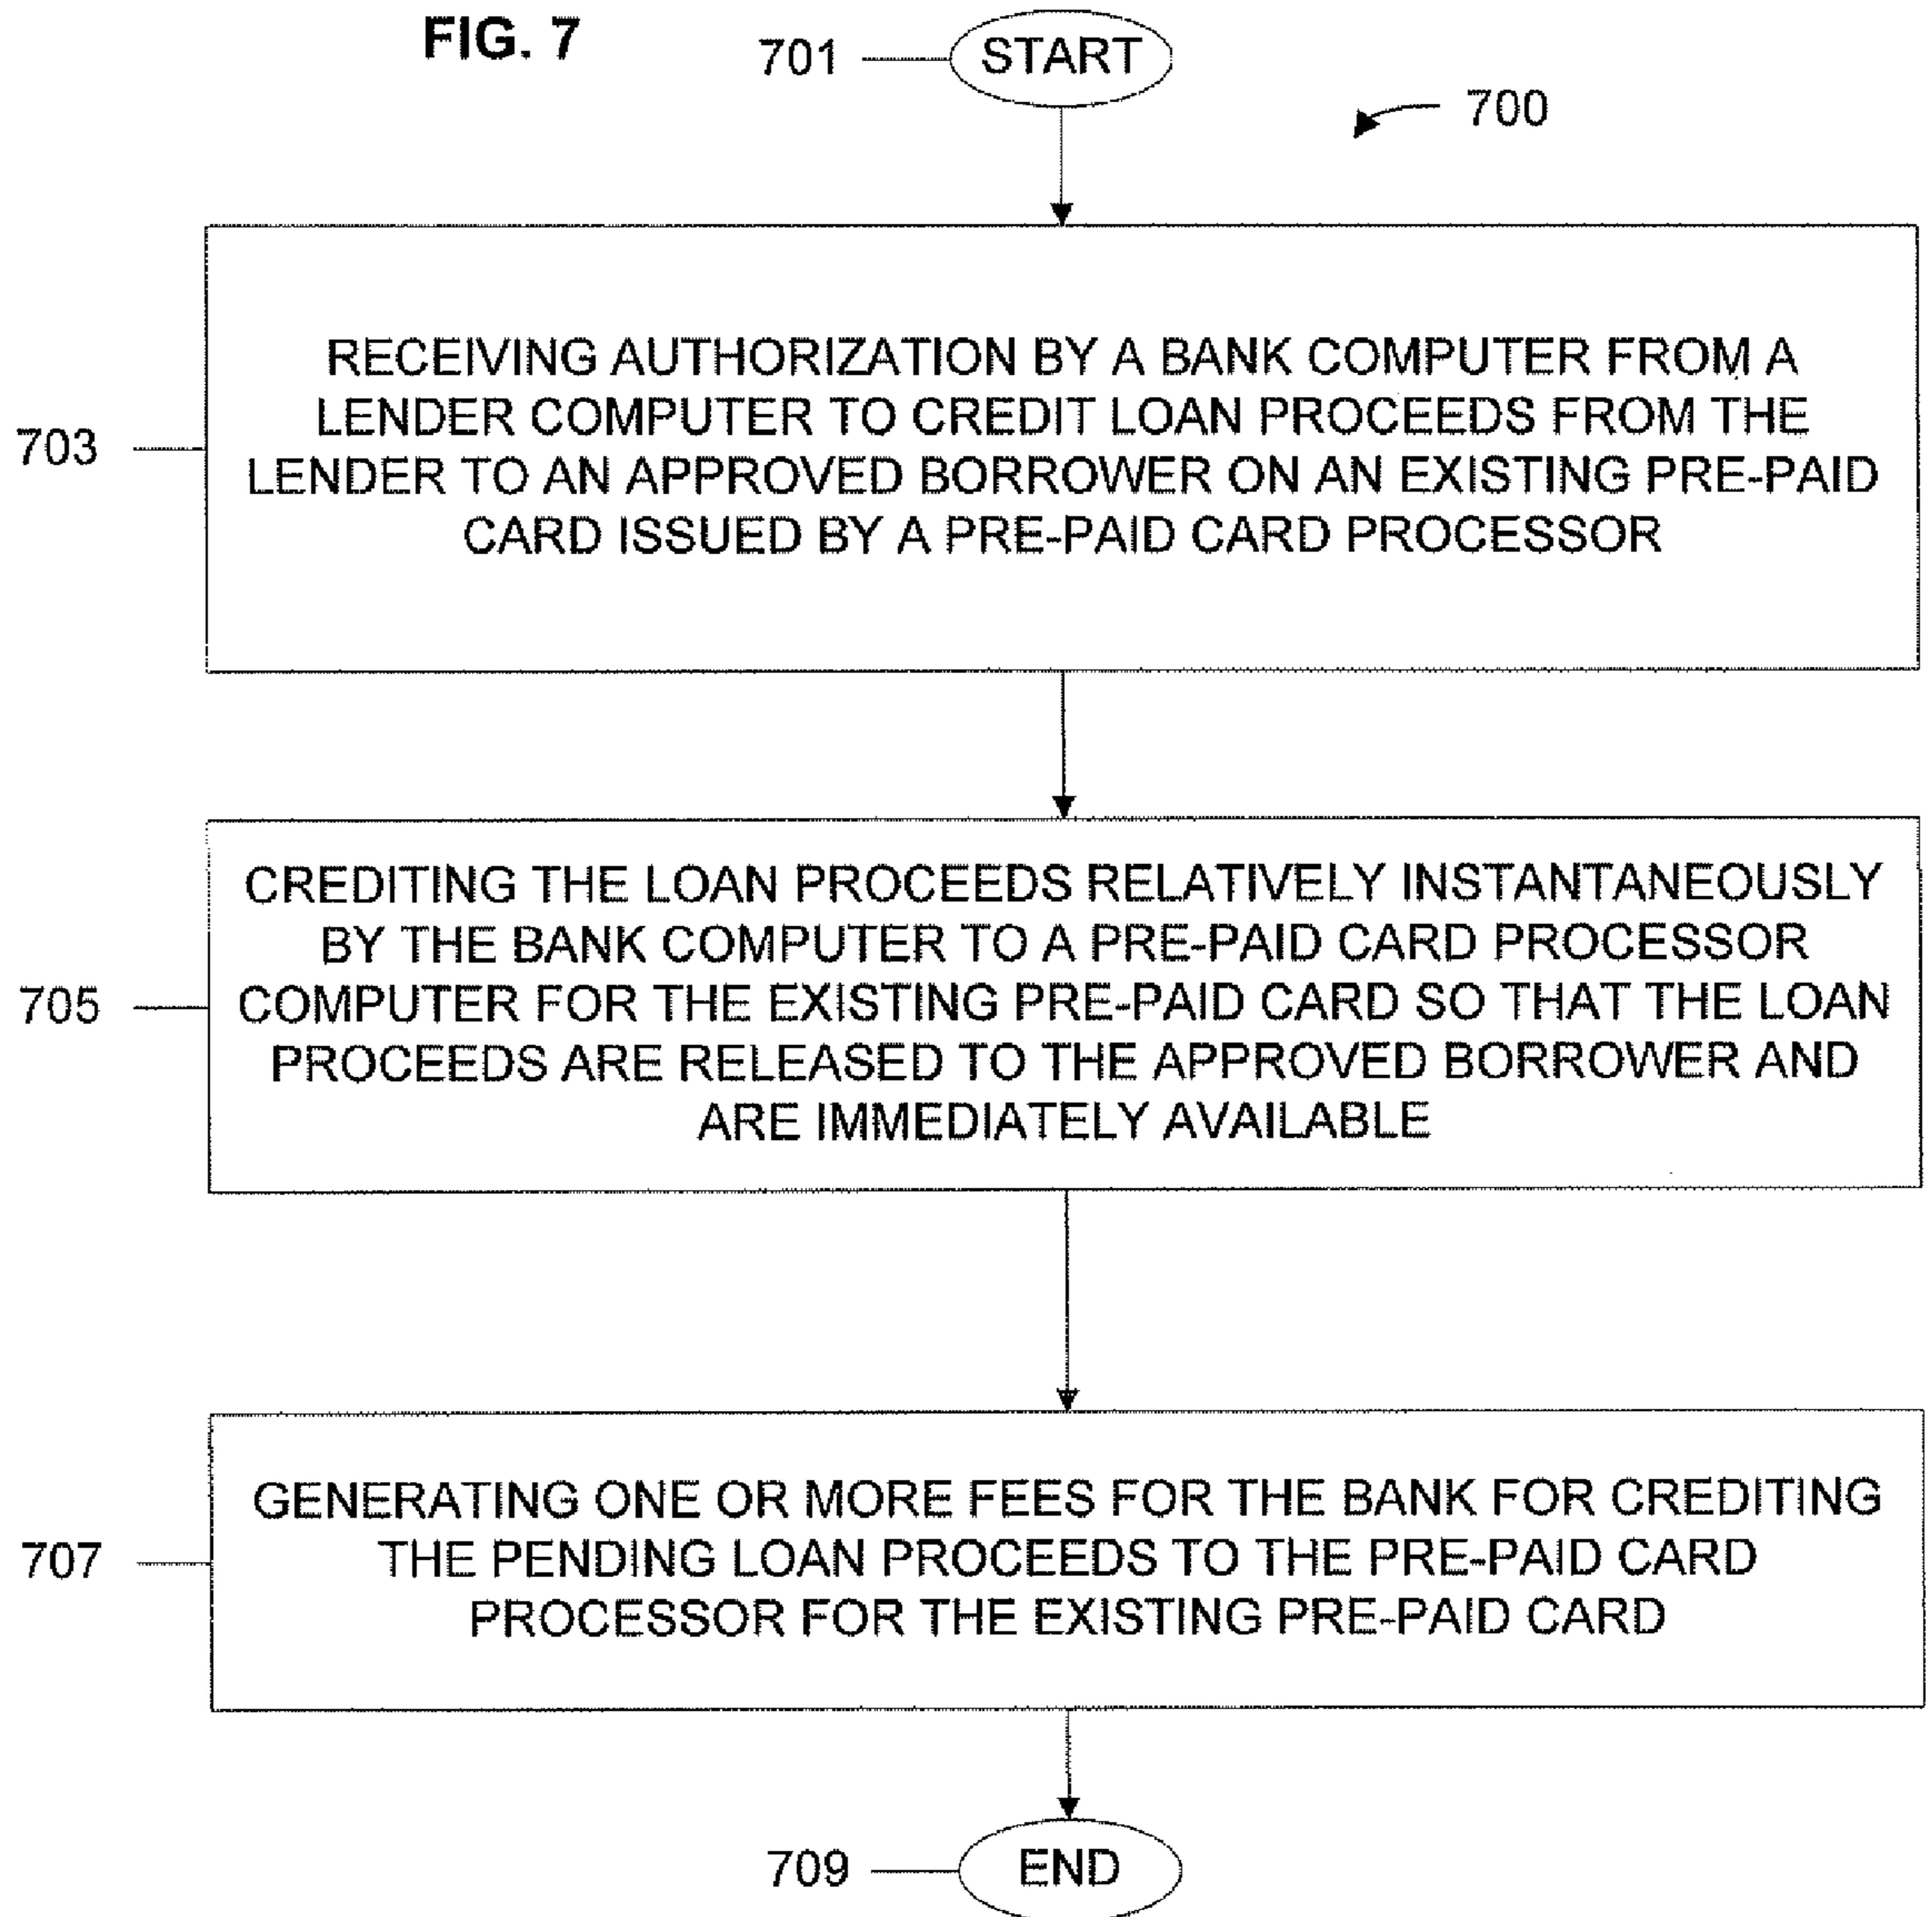 FIG. 7
701
START
700
703
RECEIVING AUTHORIZATION BY A BANK COMPUTER FROM A
LENDER COMPUTER TO CREDIT LOAN PROCEEDS FROM THE
LENDER TO AN APPROVED BORROWER ON AN EXISTING PRE-PAID
CARD ISSUED BY A PRE-PAID CARD PROCESSOR
705
CREDITING THE LOAN PROCEEDS RELATIVELY INSTANTANEOUSLY
BY THE BANK COMPUTER TO A PRE-PAID CARD PROCESSOR
COMPUTER FOR THE EXISTING PRE-PAID CARD SO THAT THE LOAN
PROCEEDS ARE RELEASED TO THE APPROVED BORROWER AND
ARE IMMEDIATELY AVAILABLE
707
GENERATING ONE OR MORE FEES FOR THE BANK FOR CREDITING
THE PENDING LOAN PROCEEDS TO THE PRE-PAID CARD
PROCESSOR FOR THE EXISTING PRE-PAID CARD
709
END